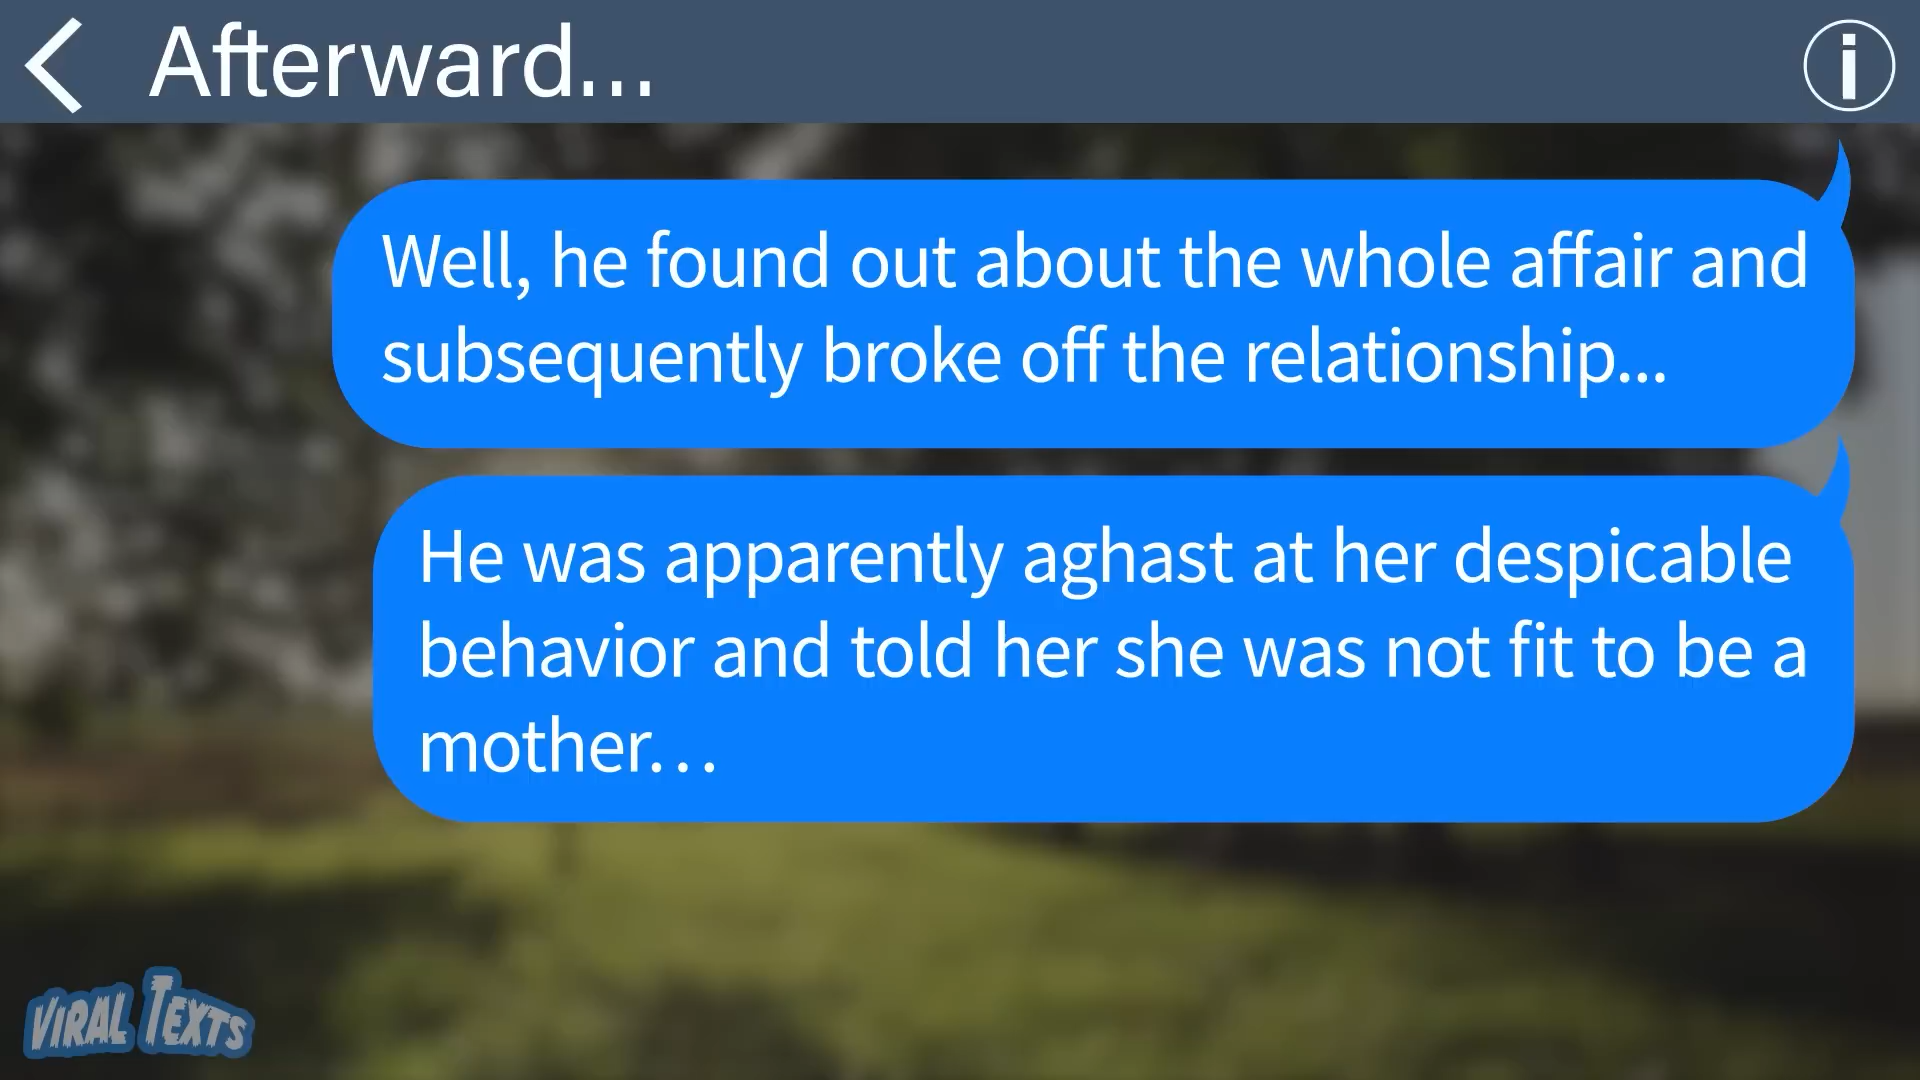 Afterward...
Well, he found out about the whole affair and
subsequently broke off the relationship...
He was apparently aghast at her despicable
behavior and told her she was not fit to be a
mother...
VIRAL TEXTS